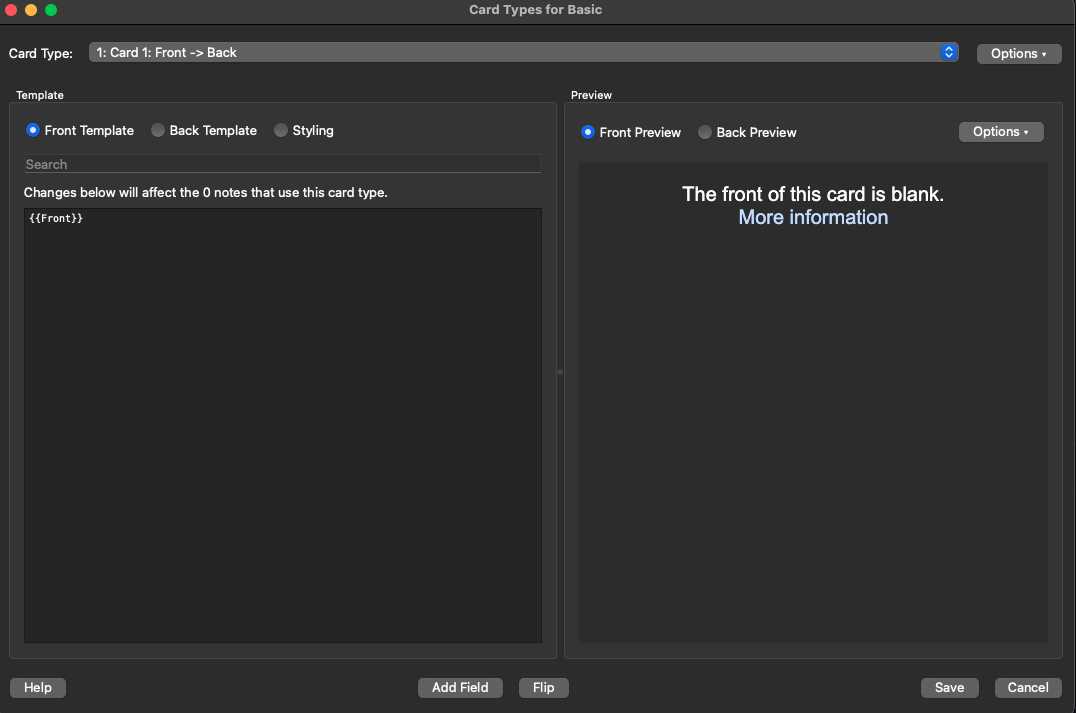 Card Types for Basic
Card Type:
1: Card 1: Front -> Back
Options
Template
Front Template
Back Template
Styling
Search
Changes below will affect the 0 notes that use this card type.
{{Front}}
Preview
Front Preview
Back Preview
Options
The front of this card is blank.
More information
Help
Add Field
Flip
Save
Cancel